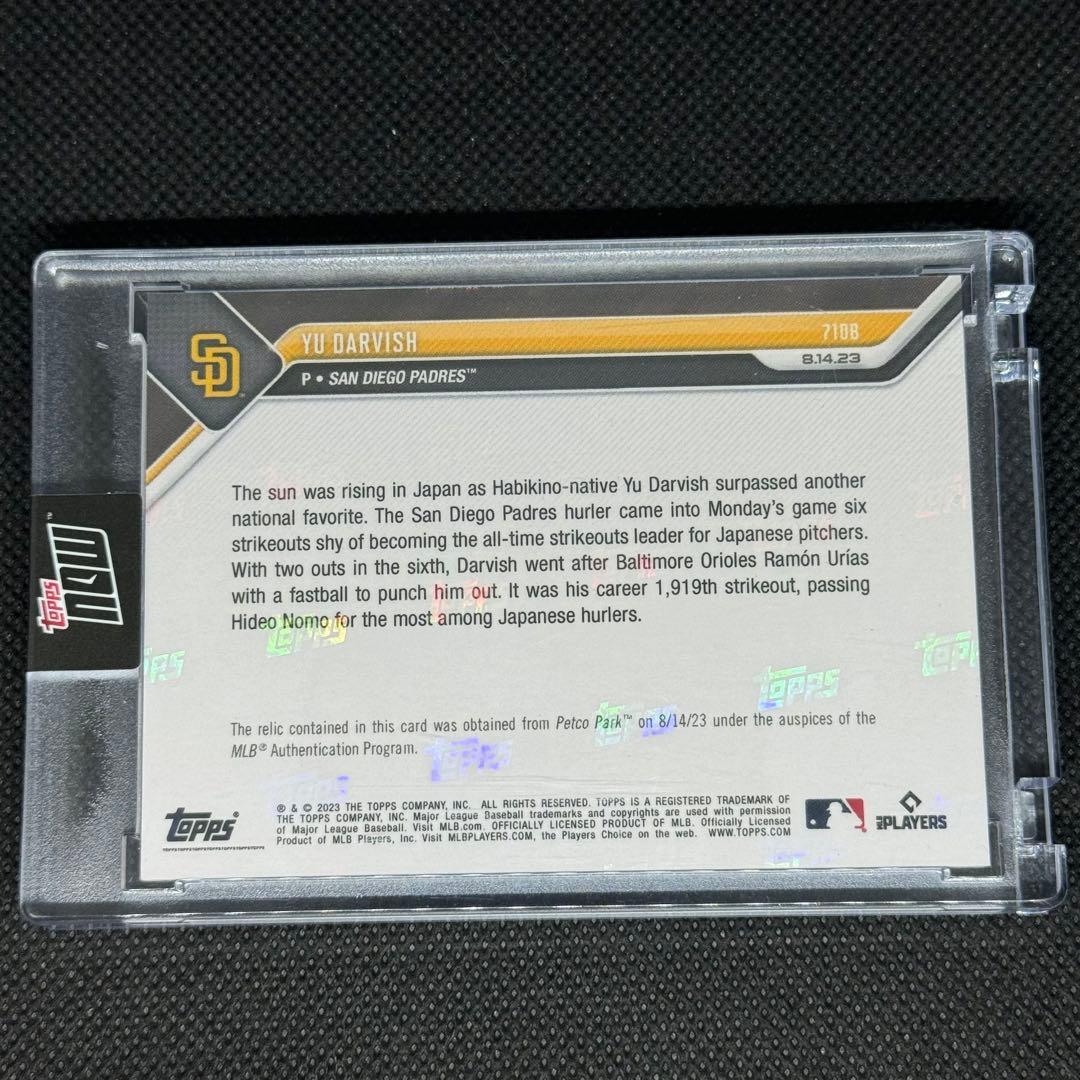 SD
YU DARVISH
710B
8.14.23
P • SAN DIEGO PADRES™
The sun was rising in Japan as Habikino-native Yu Darvish surpassed another
national favorite. The San Diego Padres hurler came into Monday's game six
strikeouts shy of becoming the all-time strikeouts leader for Japanese pitchers.
With two outs in the sixth, Darvish went after Baltimore Orioles Ramón Urías
with a fastball to punch him out. It was his career 1,919th strikeout, passing
Hideo Nomo for the most among Japanese hurlers.
topps now™
The relic contained in this card was obtained from Petco Park™ on 8/14/23 under the auspices of the
MLB® Authentication Program.
Topps®
® & © 2023 THE TOPPS COMPANY, INC. ALL RIGHTS RESERVED. TOPPS IS A REGISTERED TRADEMARK OF
THE TOPPS COMPANY, INC. Major League Baseball trademarks and copyrights are used with permission
of Major League Baseball. Visit MLB.com. OFFICIALLY LICENSED PRODUCT OF MLB. Officially Licensed
Product of MLB Players, Inc. Visit MLBPLAYERS.COM, the Players Choice on the web. WWW.TOPPS.COM
PLAYERS
Topps
Topps
Topps